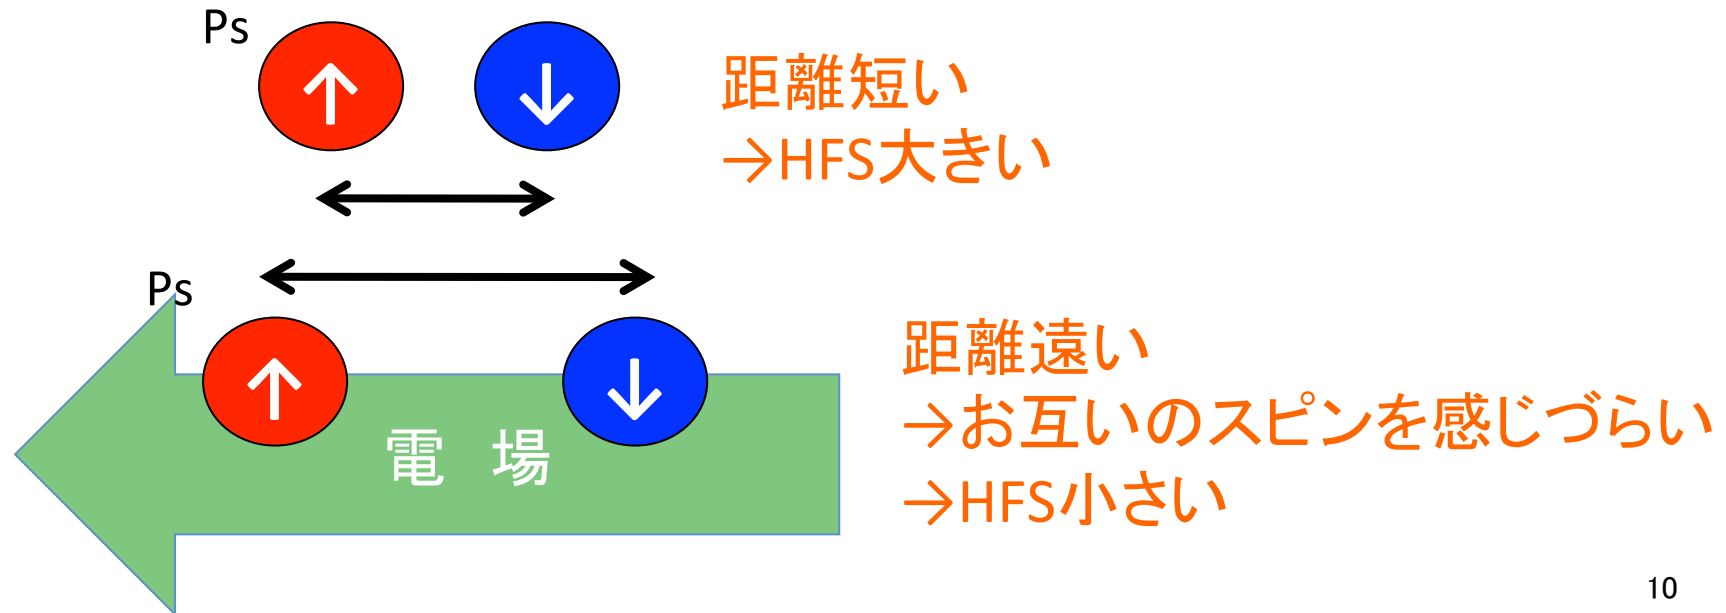 Ps
↑
↓
距離短い
→HFS大きい
Ps
↑
↓
電 場
距離遠い
→お互いのスピンを感じづらい
→HFS小さい
10